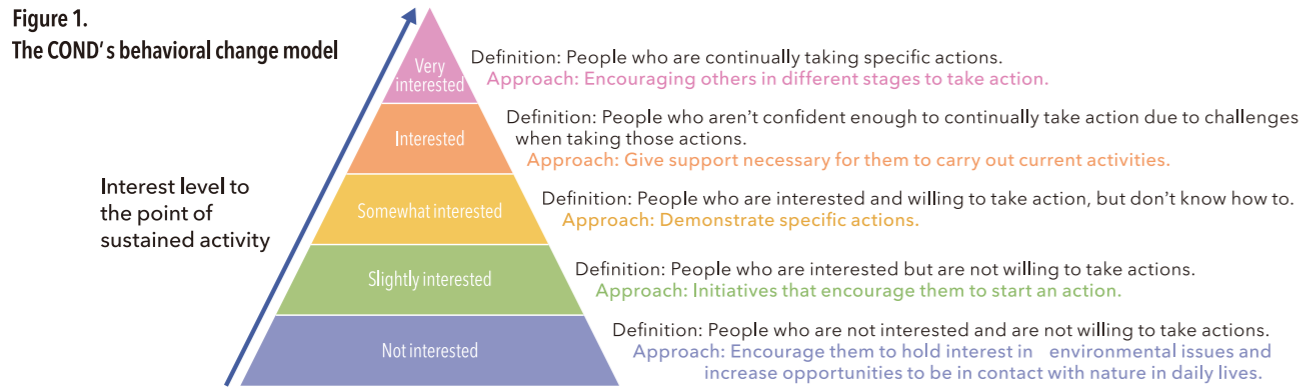 Figure 1.
The COND's behavioral change model
Very
interested
Definition: People who are continually taking specific actions.
Approach: Encouraging others in different stages to take action.
Interested
Definition: People who aren't confident enough to continually take action due to challenges
when taking those actions.
Approach: Give support necessary for them to carry out current activities.
Interest level to
the point of
sustained activity
Somewhat interested
Definition: People who are interested and willing to take action, but don't know how to.
Approach: Demonstrate specific actions.
Slightly interested
Definition: People who are interested but are not willing to take actions.
Approach: Initiatives that encourage them to start an action.
Not interested
Definition: People who are not interested and are not willing to take actions.
Approach: Encourage them to hold interest in environmental issues and
increase opportunities to be in contact with nature in daily lives.